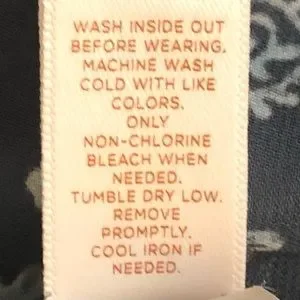 WASH INSIDE OUT
BEFORE WEARING.
MACHINE WASH
COLD WITH LIKE
COLORS.
ONLY
NON-CHLORINE
BLEACH WHEN
NEEDED.
TUMBLE DRY LOW.
REMOVE
PROMPTLY.
COOL IRON IF
NEEDED.